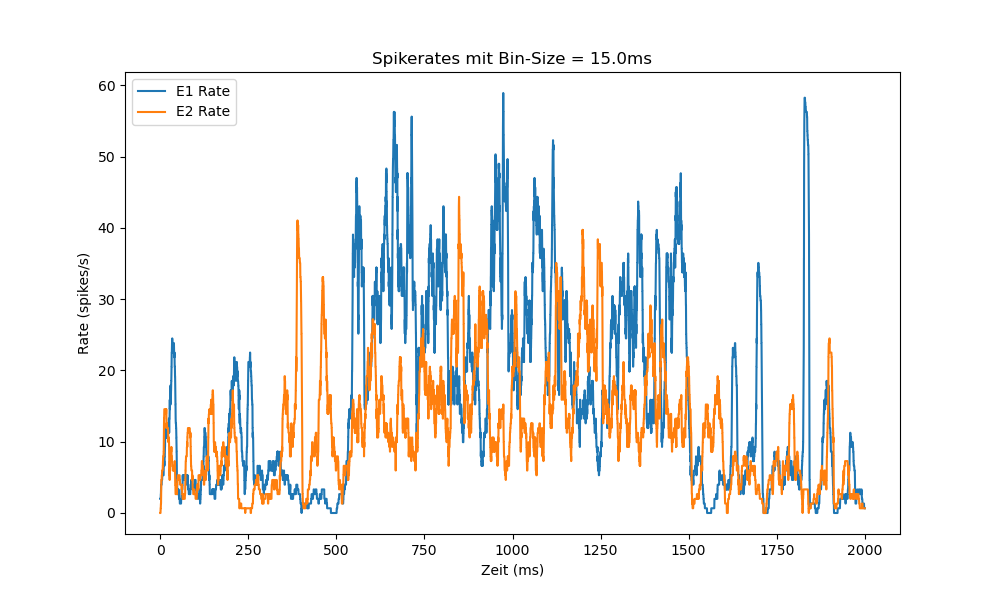 Spikerates mit Bin-Size = 15.0ms
E1 Rate
E2 Rate
Rate (spikes/s)
60
50
40
30
20
10
0
0 250 500 750 1000 1250 1500 1750 2000
Zeit (ms)